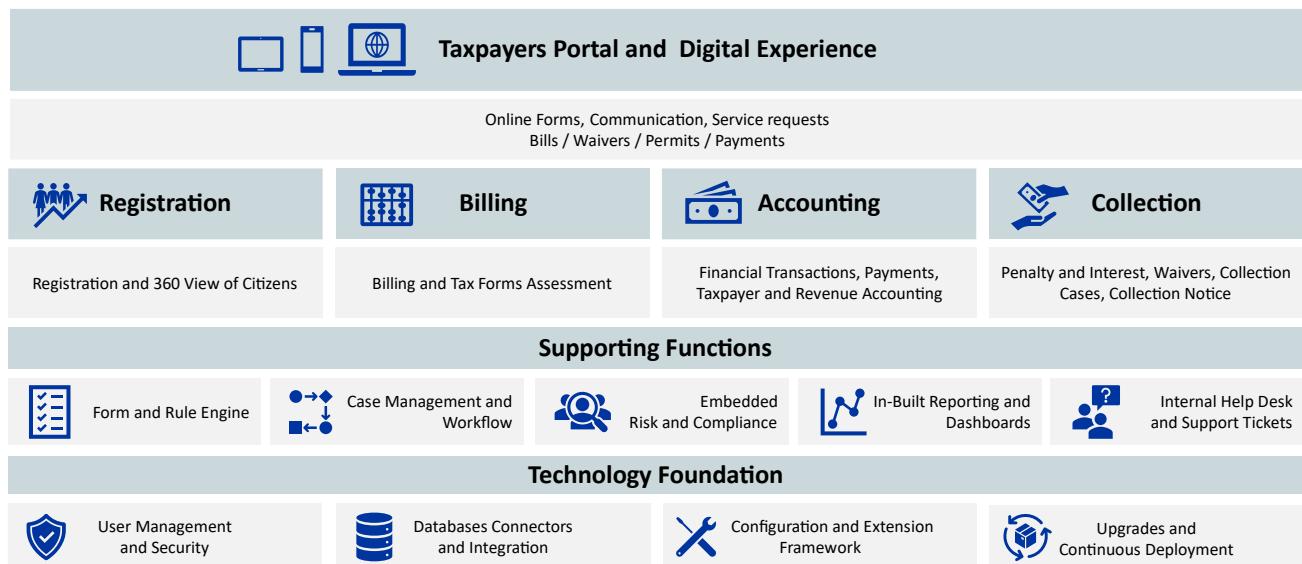 Taxpayers Portal and Digital Experience
Online Forms, Communication, Service requests
Bills / Waivers / Permits / Payments
Registration
Billing
Accounting
Collection
Registration and 360 View of Citizens
Billing and Tax Forms Assessment
Financial Transactions, Payments,
Taxpayer and Revenue Accounting
Penalty and Interest, Waivers, Collection
Cases, Collection Notice
Supporting Functions
Form and Rule Engine
Case Management and
Workflow
Embedded
Risk and Compliance
In-Built Reporting and
Dashboards
?
Internal Help Desk
and Support Tickets
Technology Foundation
User Management
and Security
Databases Connectors
and Integration
Configuration and Extension
Framework
Upgrades and
Continuous Deployment